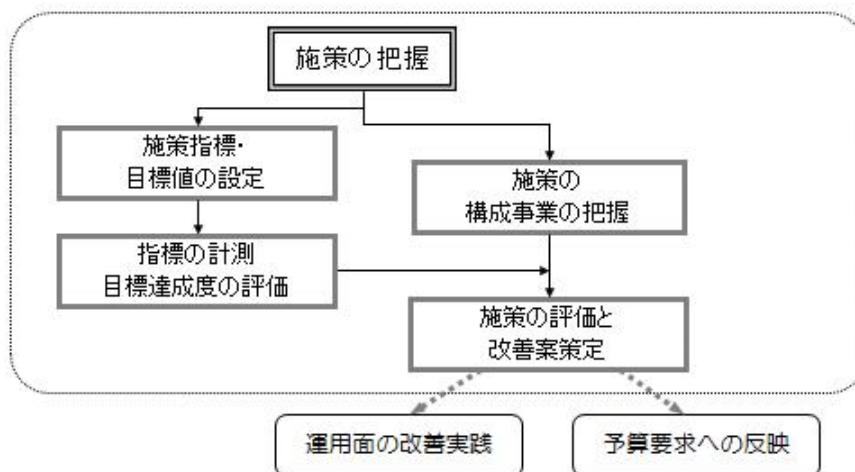 施策の把握
施策指標・
目標値の設定
施策の
構成事業の把握
指標の計測
目標達成度の評価
施策の評価と
改善案策定
運用面の改善実践
予算要求への反映